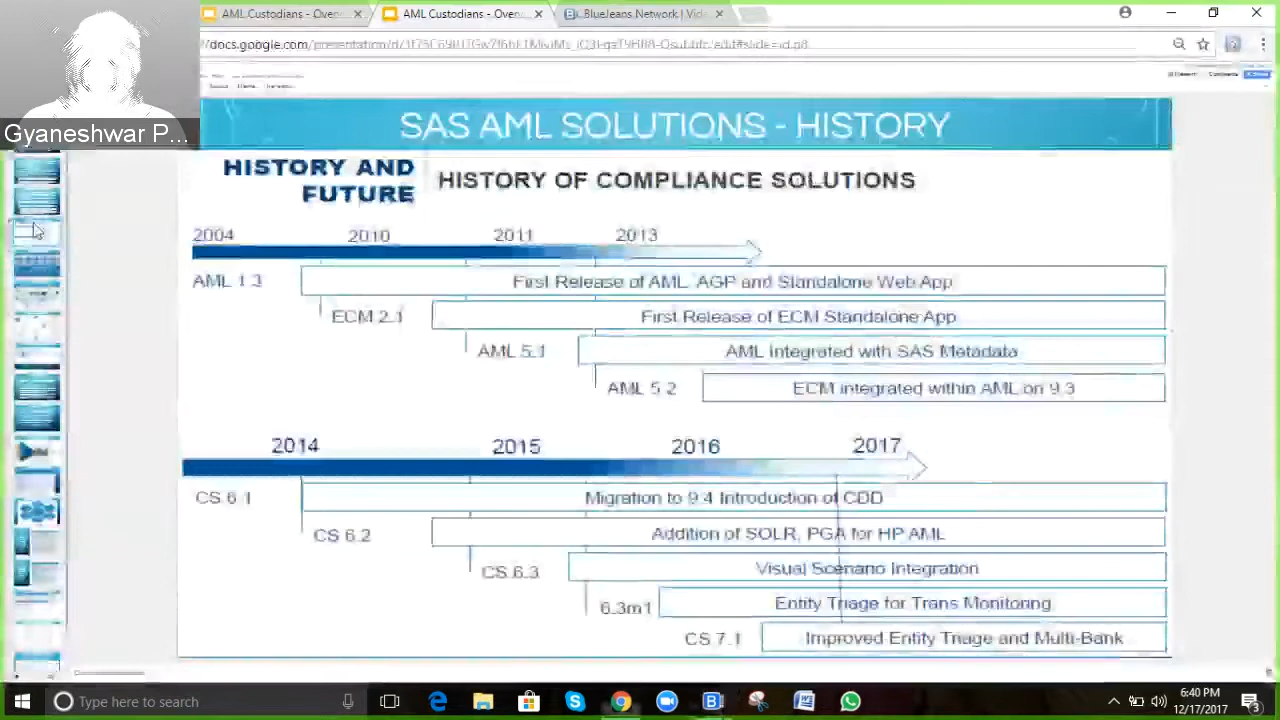 AML Custodians - Overv
AML Custodians - Overv
BlueJeans Network | Vide
docs.google.com
Gyaneshwar P...
SAS AML SOLUTIONS - HISTORY
HISTORY AND
FUTURE
HISTORY OF COMPLIANCE SOLUTIONS
2004 2010 2011 2013
AML 1.3 First Release of AML AGP and Standalone Web App
ECM 2.1 First Release of ECM Standalone App
AML 5.1 AML Integrated with SAS Metadata
AML 5.2 ECM integrated within AML on 9.3
2014 2015 2016 2017
CS 6.1 Migration to 9.4 Introduction of CDD
CS 6.2 Addition of SOLR, PGA for HP AML
CS 6.3 Visual Scenario Integration
6.3m1 Entity Triage for Trans Monitoring
CS 7.1 Improved Entity Triage and Multi-Bank
Type here to search
6:40 PM
12/17/2017